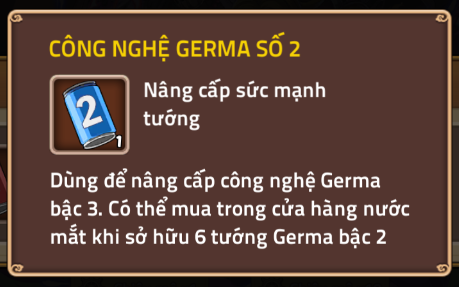 CÔNG NGHỆ GERMA SỐ 2
2
1
Nâng cấp sức mạnh
tướng
Dùng để nâng cấp công nghệ Germa
bậc 3. Có thể mua trong cửa hàng nước
mắt khi sở hữu 6 tướng Germa bậc 2